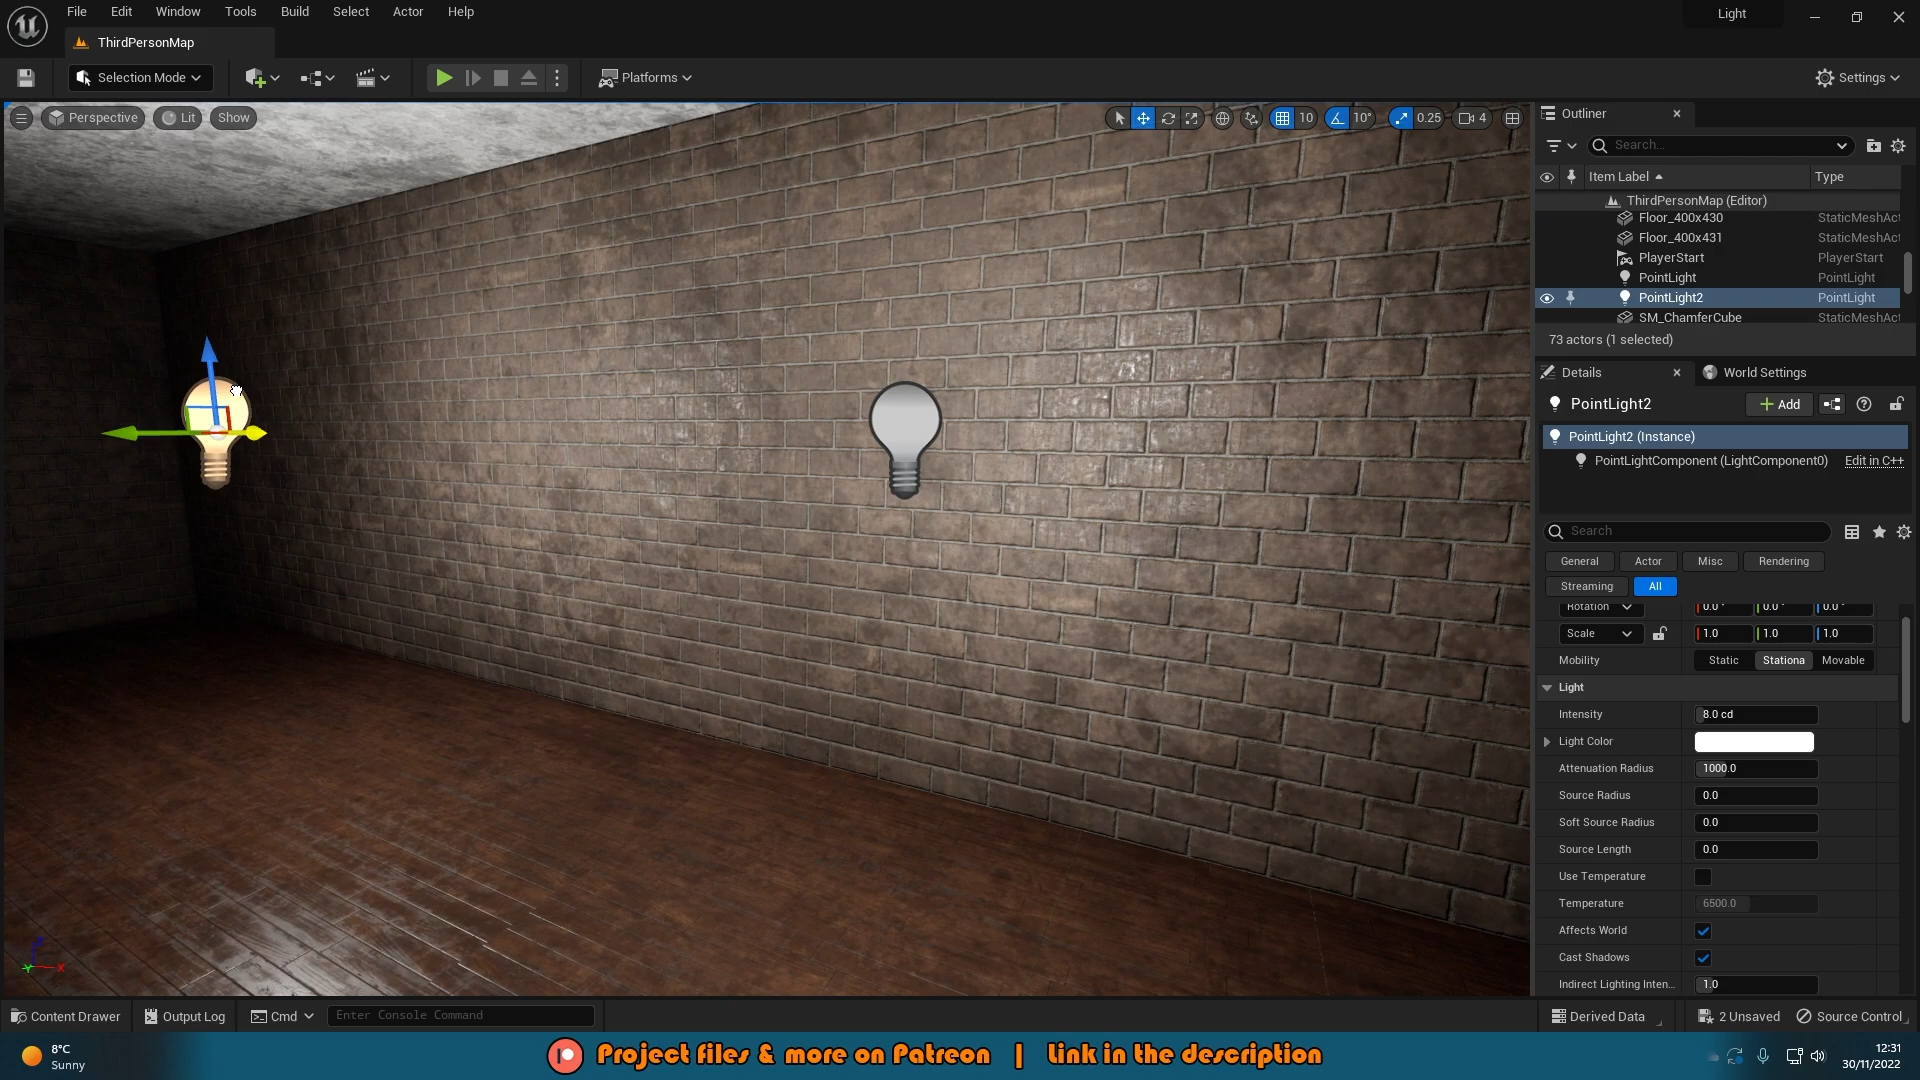 File Edit Window Tools Build Select Actor Help
Light
ThirdPersonMap
Selection Mode
Platforms
Settings
Perspective Lit Show
10 10° 0.25 4
Outliner
Search...
Item Label Type
ThirdPersonMap (Editor)
Floor_400x430 StaticMeshAct
Floor_400x431 StaticMeshAct
PlayerStart PlayerStart
PointLight PointLight
PointLight2 PointLight
SM_ChamferCube StaticMeshAct
73 actors (1 selected)
Details World Settings
PointLight2 + Add
PointLight2 (Instance)
PointLightComponent (LightComponent0) Edit in C++
Search
General Actor Misc Rendering
Streaming All
Rotation 0.0° 0.0° 0.0°
Scale 1.0 1.0 1.0
Mobility Static Stationa Movable
Light
Intensity 8.0 cd
Light Color
Attenuation Radius 1000.0
Source Radius 0.0
Soft Source Radius 0.0
Source Length 0.0
Use Temperature
Temperature 6500.0
Affects World
Cast Shadows
Indirect Lighting Inten... 1.0
X
Content Drawer Output Log Cmd Enter Console Command Derived Data 2 Unsaved Source Control
8°C
Sunny
Project files & more on Patreon | Link in the description
12:31
30/11/2022